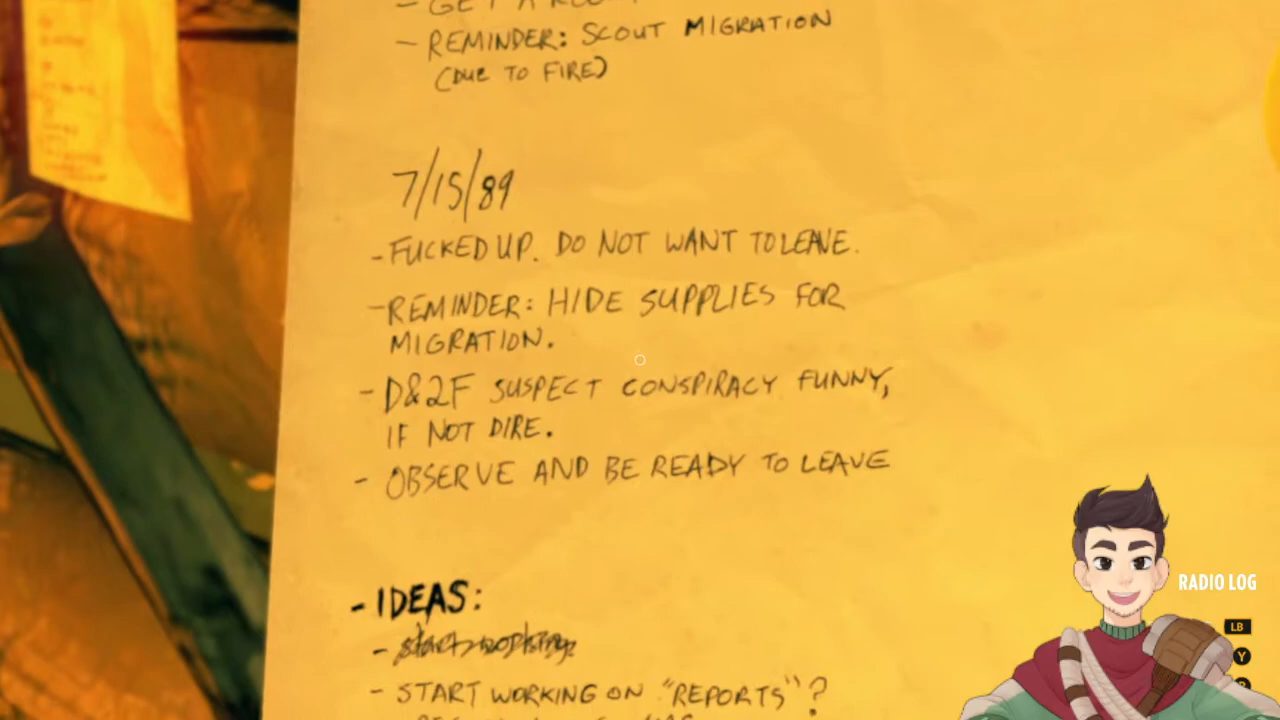 - GET A
- REMINDER: SCOUT MIGRATION
(DUE TO FIRE)
7/15/89
- FUCKED UP. DO NOT WANT TO LEAVE.
- REMINDER: HIDE SUPPLIES FOR
MIGRATION.
- D&2F SUSPECT CONSPIRACY FUNNY,
IF NOT DIRE.
- OBSERVE AND BE READY TO LEAVE
- IDEAS:
- START WORKING ON "REPORTS"?
RADIO LOG
LB
Y